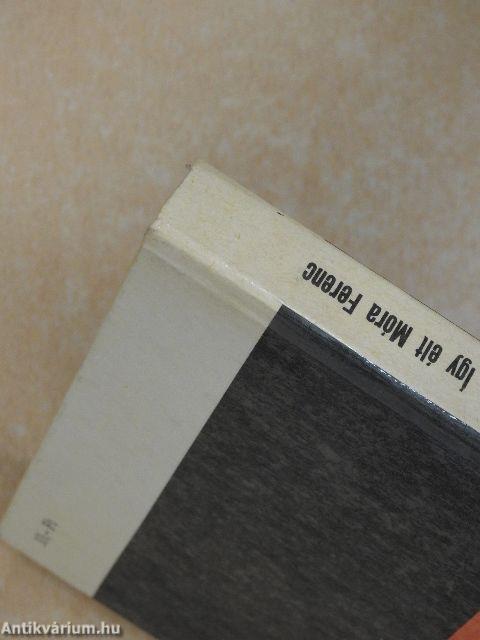 Így élt Móra Ferenc
Antikvárium.hu